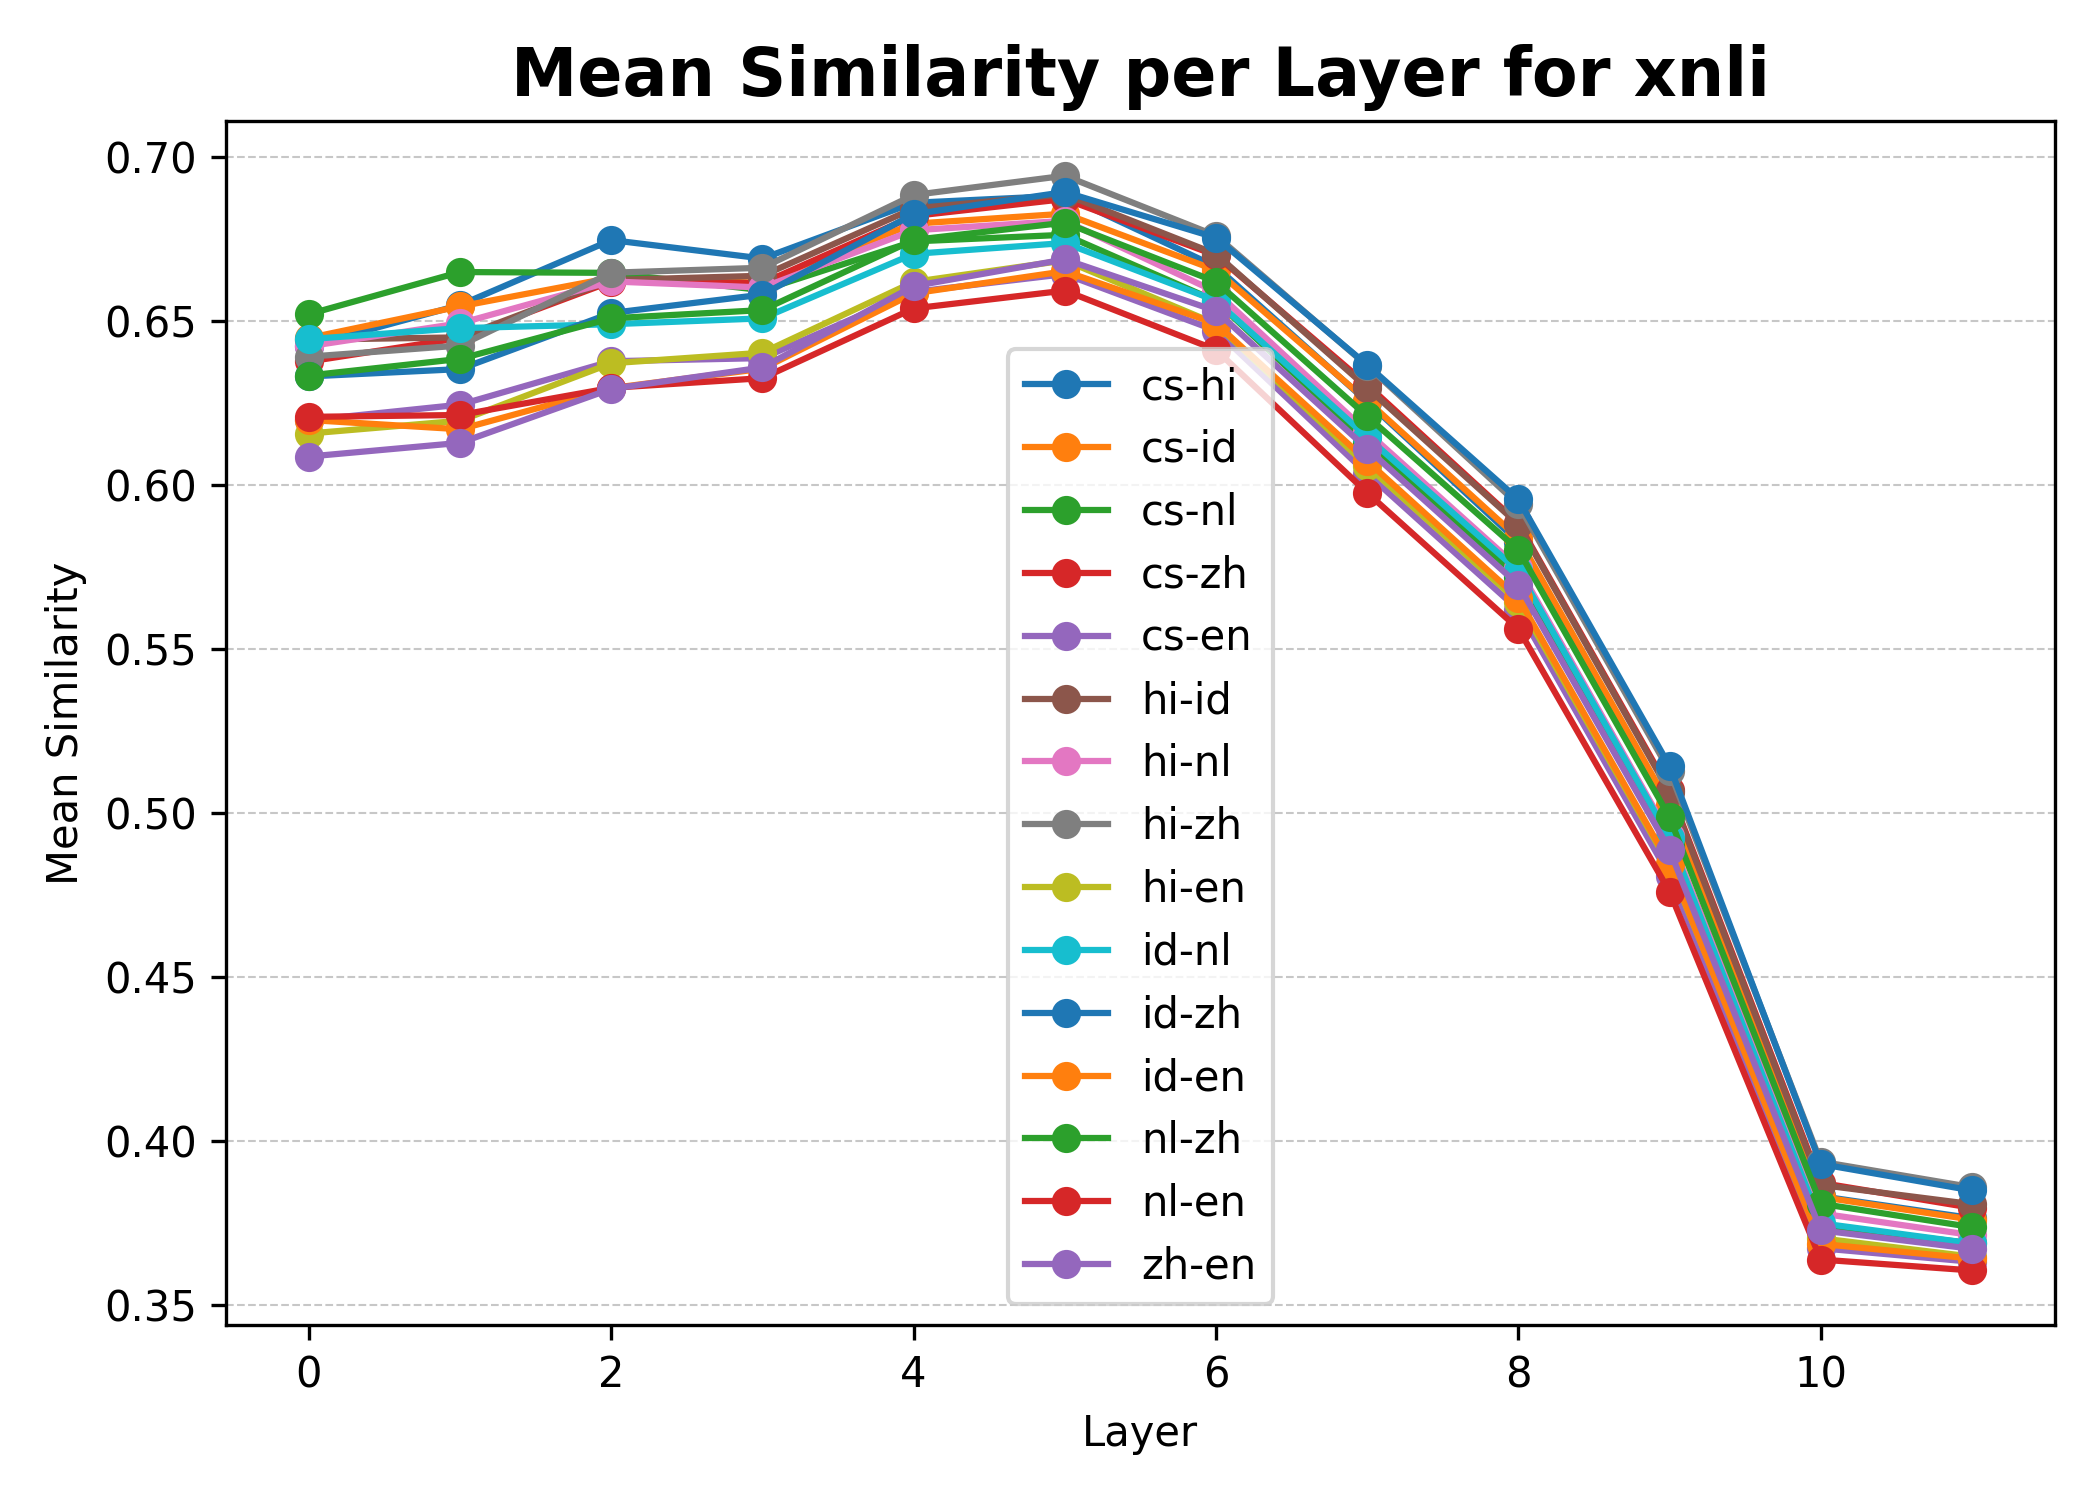 Mean Similarity per Layer for xnli
0.70
0.65
0.60
0.55
0.50
0.45
0.40
0.35
Mean Similarity
cs-hi
cs-id
cs-nl
cs-zh
cs-en
hi-id
hi-nl
hi-zh
hi-en
id-nl
id-zh
id-en
nl-zh
nl-en
zh-en
0 2 4 6 8 10
Layer